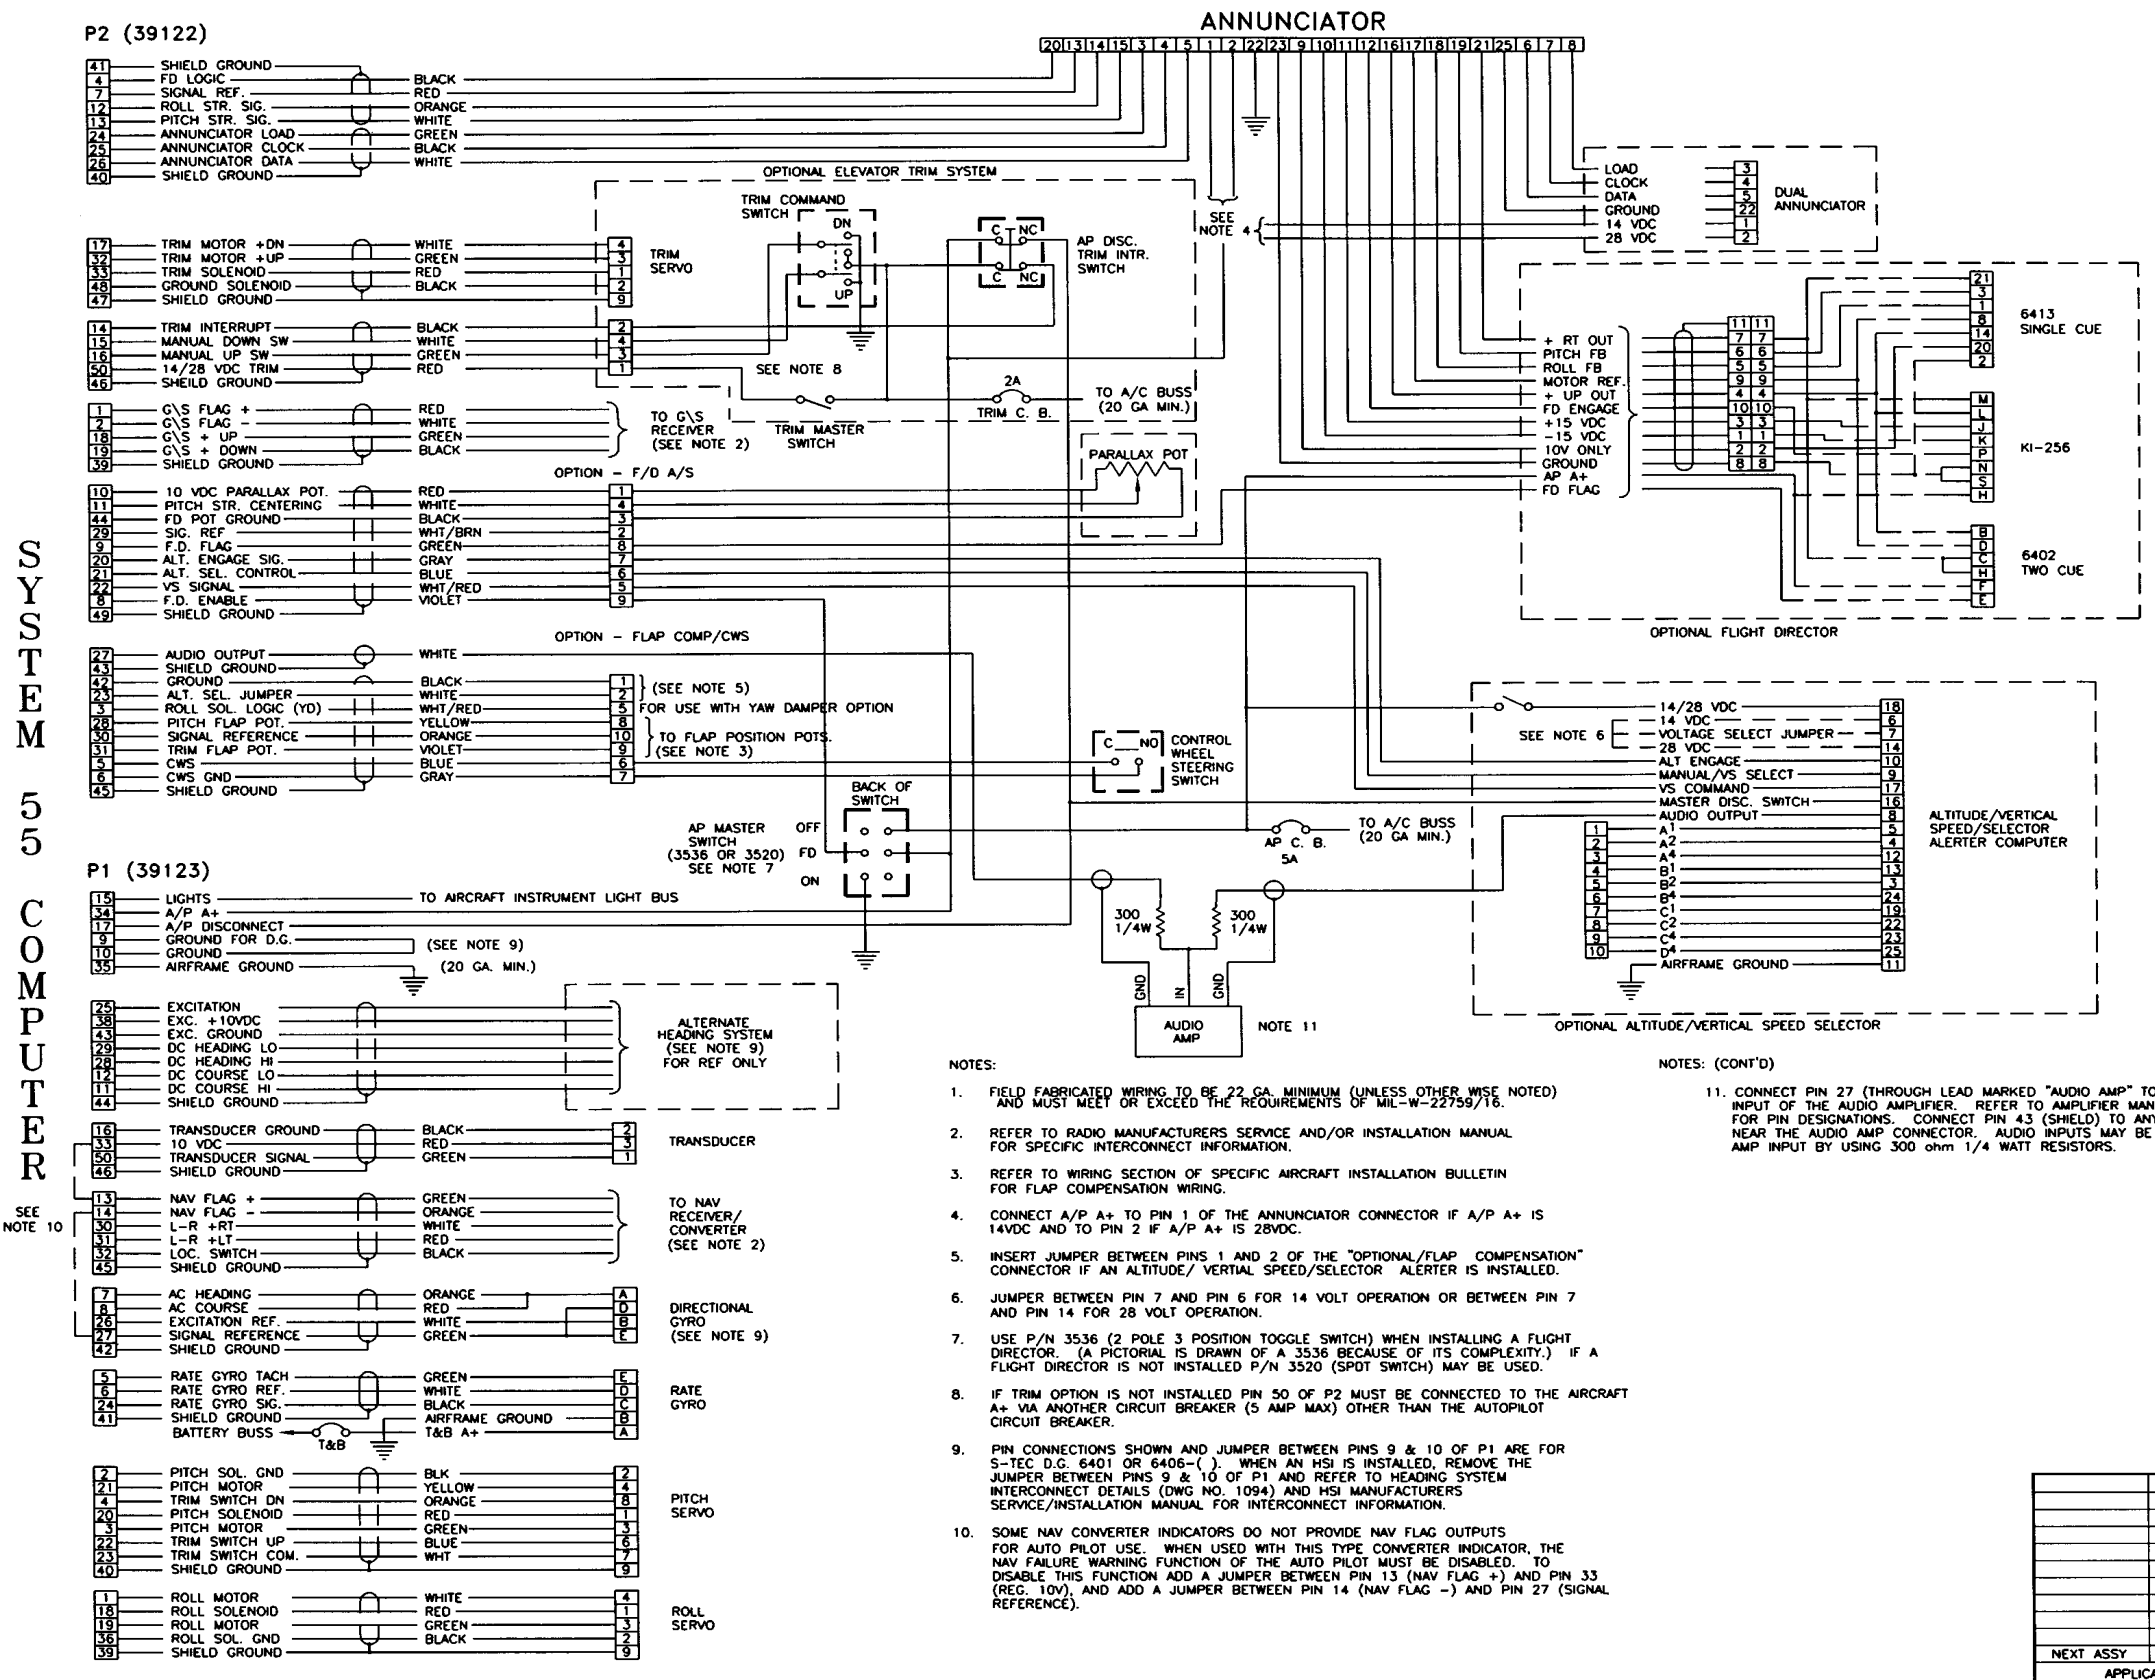 ANNUNCIATOR
20 13 14 15 3 4 5 1 2 22 23 9 10 11 12 16 17 18 19 21 25 6 7 8
P2 (39122)
41 SHIELD GROUND
4 FD LOGIC BLACK
7 SIGNAL REF. RED
12 ROLL STR. SIG. ORANGE
13 PITCH STR. SIG. WHITE
24 ANNUNCIATOR LOAD GREEN
25 ANNUNCIATOR CLOCK BLACK
26 ANNUNCIATOR DATA WHITE
40 SHIELD GROUND
17 TRIM MOTOR +DN WHITE 4
32 TRIM MOTOR +UP GREEN 3
33 TRIM SOLENOID RED 1
48 GROUND SOLENOID BLACK 2
47 SHIELD GROUND 9
TRIM
SERVO
14 TRIM INTERRUPT BLACK 2
15 MANUAL DOWN SW WHITE 4
16 MANUAL UP SW GREEN 3
50 14/28 VDC TRIM RED 1
46 SHEILD GROUND
1 G\S FLAG + RED
2 G\S FLAG - WHITE
18 G\S + UP GREEN
19 G\S + DOWN BLACK
39 SHIELD GROUND
TO G\S
RECEIVER
(SEE NOTE 2)
OPTION - F/D A/S
10 10 VDC PARALLAX POT. RED 1
11 PITCH STR. CENTERING WHITE 4
44 FD POT GROUND BLACK 3
29 SIG. REF WHT/BRN 2
9 F.D. FLAG GREEN 8
20 ALT. ENGAGE SIG. GRAY 7
21 ALT. SEL. CONTROL BLUE 6
22 VS SIGNAL WHT/RED 5
8 F.D. ENABLE VIOLET 9
49 SHIELD GROUND
OPTION - FLAP COMP/CWS
27 AUDIO OUTPUT WHITE
43 SHIELD GROUND
42 GROUND BLACK 1
23 ALT. SEL. JUMPER WHITE 2
(SEE NOTE 5)
3 ROLL SOL. LOGIC (YD) WHT/RED 5 FOR USE WITH YAW DAMPER OPTION
28 PITCH FLAP POT. YELLOW 8
30 SIGNAL REFERENCE ORANGE 10
31 TRIM FLAP POT. VIOLET 9
TO FLAP POSITION POTS.
(SEE NOTE 3)
5 CWS BLUE 6
6 CWS GND GRAY 7
45 SHIELD GROUND
SYSTEM 55 COMPUTER
OPTIONAL ELEVATOR TRIM SYSTEM
TRIM COMMAND
SWITCH
DN
UP
C NC
C NC
AP DISC.
TRIM INTR.
SWITCH
SEE NOTE 8
TRIM MASTER
SWITCH
2A
TRIM C. B.
TO A/C BUSS
(20 GA MIN.)
PARALLAX POT
SEE
NOTE 4
LOAD 3
CLOCK 4
DATA 5
GROUND 22
14 VDC 1
28 VDC 2
DUAL
ANNUNCIATOR
+ RT OUT
PITCH FB
ROLL FB
MOTOR REF.
+ UP OUT
FD ENGAGE
+15 VDC
-15 VDC
10V ONLY
GROUND
AP A+
FD FLAG
11 11
7 7
6 6
5 5
9 9
4 4
10 10
3 3
1 1
2 2
8 8
21
3
1
8
14
20
2
6413
SINGLE CUE
M
L
J
K
P
N
S
H
KI-256
B
D
C
H
F
E
6402
TWO CUE
OPTIONAL FLIGHT DIRECTOR
C NO
CONTROL
WHEEL
STEERING
SWITCH
BACK OF
SWITCH
AP MASTER
SWITCH
(3536 OR 3520)
SEE NOTE 7
OFF
FD
ON
AP C. B.
5A
TO A/C BUSS
(20 GA MIN.)
300
1/4W
300
1/4W
GND
IN
GND
AUDIO
AMP
NOTE 11
14/28 VDC 18
14 VDC 6
SEE NOTE 6 VOLTAGE SELECT JUMPER 7
28 VDC 14
ALT ENGAGE 10
MANUAL/VS SELECT 9
VS COMMAND 17
MASTER DISC. SWITCH 16
AUDIO OUTPUT 8
1 A1 5
2 A2 4
3 A4 12
4 B1 13
5 B2 3
6 B4 24
7 C1 19
8 C2 22
9 C4 23
10 D4 25
AIRFRAME GROUND 11
ALTITUDE/VERTICAL
SPEED/SELECTOR
ALERTER COMPUTER
OPTIONAL ALTITUDE/VERTICAL SPEED SELECTOR
P1 (39123)
15 LIGHTS TO AIRCRAFT INSTRUMENT LIGHT BUS
34 A/P A+
17 A/P DISCONNECT
9 GROUND FOR D.G.
10 GROUND
(SEE NOTE 9)
35 AIRFRAME GROUND (20 GA. MIN.)
25 EXCITATION
38 EXC. +10VDC
43 EXC. GROUND
29 DC HEADING LO
28 DC HEADING HI
12 DC COURSE LO
11 DC COURSE HI
44 SHIELD GROUND
ALTERNATE
HEADING SYSTEM
(SEE NOTE 9)
FOR REF ONLY
16 TRANSDUCER GROUND BLACK 2
33 10 VDC RED 3
50 TRANSDUCER SIGNAL GREEN 1
46 SHIELD GROUND
TRANSDUCER
13 NAV FLAG + GREEN
14 NAV FLAG - ORANGE
30 L-R +RT WHITE
31 L-R +LT RED
32 LOC. SWITCH BLACK
45 SHIELD GROUND
TO NAV
RECEIVER/
CONVERTER
(SEE NOTE 2)
SEE
NOTE 10
7 AC HEADING ORANGE A
8 AC COURSE RED D
26 EXCITATION REF. WHITE B
27 SIGNAL REFERENCE GREEN E
42 SHIELD GROUND
DIRECTIONAL
GYRO
(SEE NOTE 9)
5 RATE GYRO TACH GREEN E
6 RATE GYRO REF. WHITE D
24 RATE GYRO SIG. BLACK C
41 SHIELD GROUND AIRFRAME GROUND B
BATTERY BUSS T&B T&B A+ A
RATE
GYRO
2 PITCH SOL. GND BLK 2
21 PITCH MOTOR YELLOW 4
4 TRIM SWITCH DN ORANGE 8
20 PITCH SOLENOID RED 1
3 PITCH MOTOR GREEN 3
22 TRIM SWITCH UP BLUE 6
23 TRIM SWITCH COM. WHT 7
40 SHIELD GROUND 9
PITCH
SERVO
1 ROLL MOTOR WHITE 4
18 ROLL SOLENOID RED 1
19 ROLL MOTOR GREEN 3
36 ROLL SOL. GND BLACK 2
39 SHIELD GROUND 9
ROLL
SERVO
NOTES:
1. FIELD FABRICATED WIRING TO BE 22 GA. MINIMUM (UNLESS OTHER WISE NOTED)
AND MUST MEET OR EXCEED THE REQUIREMENTS OF MIL-W-22759/16.
2. REFER TO RADIO MANUFACTURERS SERVICE AND/OR INSTALLATION MANUAL
FOR SPECIFIC INTERCONNECT INFORMATION.
3. REFER TO WIRING SECTION OF SPECIFIC AIRCRAFT INSTALLATION BULLETIN
FOR FLAP COMPENSATION WIRING.
4. CONNECT A/P A+ TO PIN 1 OF THE ANNUNCIATOR CONNECTOR IF A/P A+ IS
14VDC AND TO PIN 2 IF A/P A+ IS 28VDC.
5. INSERT JUMPER BETWEEN PINS 1 AND 2 OF THE "OPTIONAL/FLAP COMPENSATION"
CONNECTOR IF AN ALTITUDE/ VERTIAL SPEED/SELECTOR ALERTER IS INSTALLED.
6. JUMPER BETWEEN PIN 7 AND PIN 6 FOR 14 VOLT OPERATION OR BETWEEN PIN 7
AND PIN 14 FOR 28 VOLT OPERATION.
7. USE P/N 3536 (2 POLE 3 POSITION TOGGLE SWITCH) WHEN INSTALLING A FLIGHT
DIRECTOR. (A PICTORIAL IS DRAWN OF A 3536 BECAUSE OF ITS COMPLEXITY.) IF A
FLIGHT DIRECTOR IS NOT INSTALLED P/N 3520 (SPDT SWITCH) MAY BE USED.
8. IF TRIM OPTION IS NOT INSTALLED PIN 50 OF P2 MUST BE CONNECTED TO THE AIRCRAFT
A+ VIA ANOTHER CIRCUIT BREAKER (5 AMP MAX) OTHER THAN THE AUTOPILOT
CIRCUIT BREAKER.
9. PIN CONNECTIONS SHOWN AND JUMPER BETWEEN PINS 9 & 10 OF P1 ARE FOR
S-TEC D.G. 6401 OR 6406-( ). WHEN AN HSI IS INSTALLED, REMOVE THE
JUMPER BETWEEN PINS 9 & 10 OF P1 AND REFER TO HEADING SYSTEM
INTERCONNECT DETAILS (DWG NO. 1094) AND HSI MANUFACTURERS
SERVICE/INSTALLATION MANUAL FOR INTERCONNECT INFORMATION.
10. SOME NAV CONVERTER INDICATORS DO NOT PROVIDE NAV FLAG OUTPUTS
FOR AUTO PILOT USE. WHEN USED WITH THIS TYPE CONVERTER INDICATOR, THE
NAV FAILURE WARNING FUNCTION OF THE AUTO PILOT MUST BE DISABLED. TO
DISABLE THIS FUNCTION ADD A JUMPER BETWEEN PIN 13 (NAV FLAG +) AND PIN 33
(REG. 10V), AND ADD A JUMPER BETWEEN PIN 14 (NAV FLAG -) AND PIN 27 (SIGNAL
REFERENCE).
NOTES: (CONT'D)
11. CONNECT PIN 27 (THROUGH LEAD MARKED "AUDIO AMP" TO
INPUT OF THE AUDIO AMPLIFIER. REFER TO AMPLIFIER MAN
FOR PIN DESIGNATIONS. CONNECT PIN 43 (SHIELD) TO ANY
NEAR THE AUDIO AMP CONNECTOR. AUDIO INPUTS MAY BE
AMP INPUT BY USING 300 ohm 1/4 WATT RESISTORS.
NEXT ASSY
APPLICA